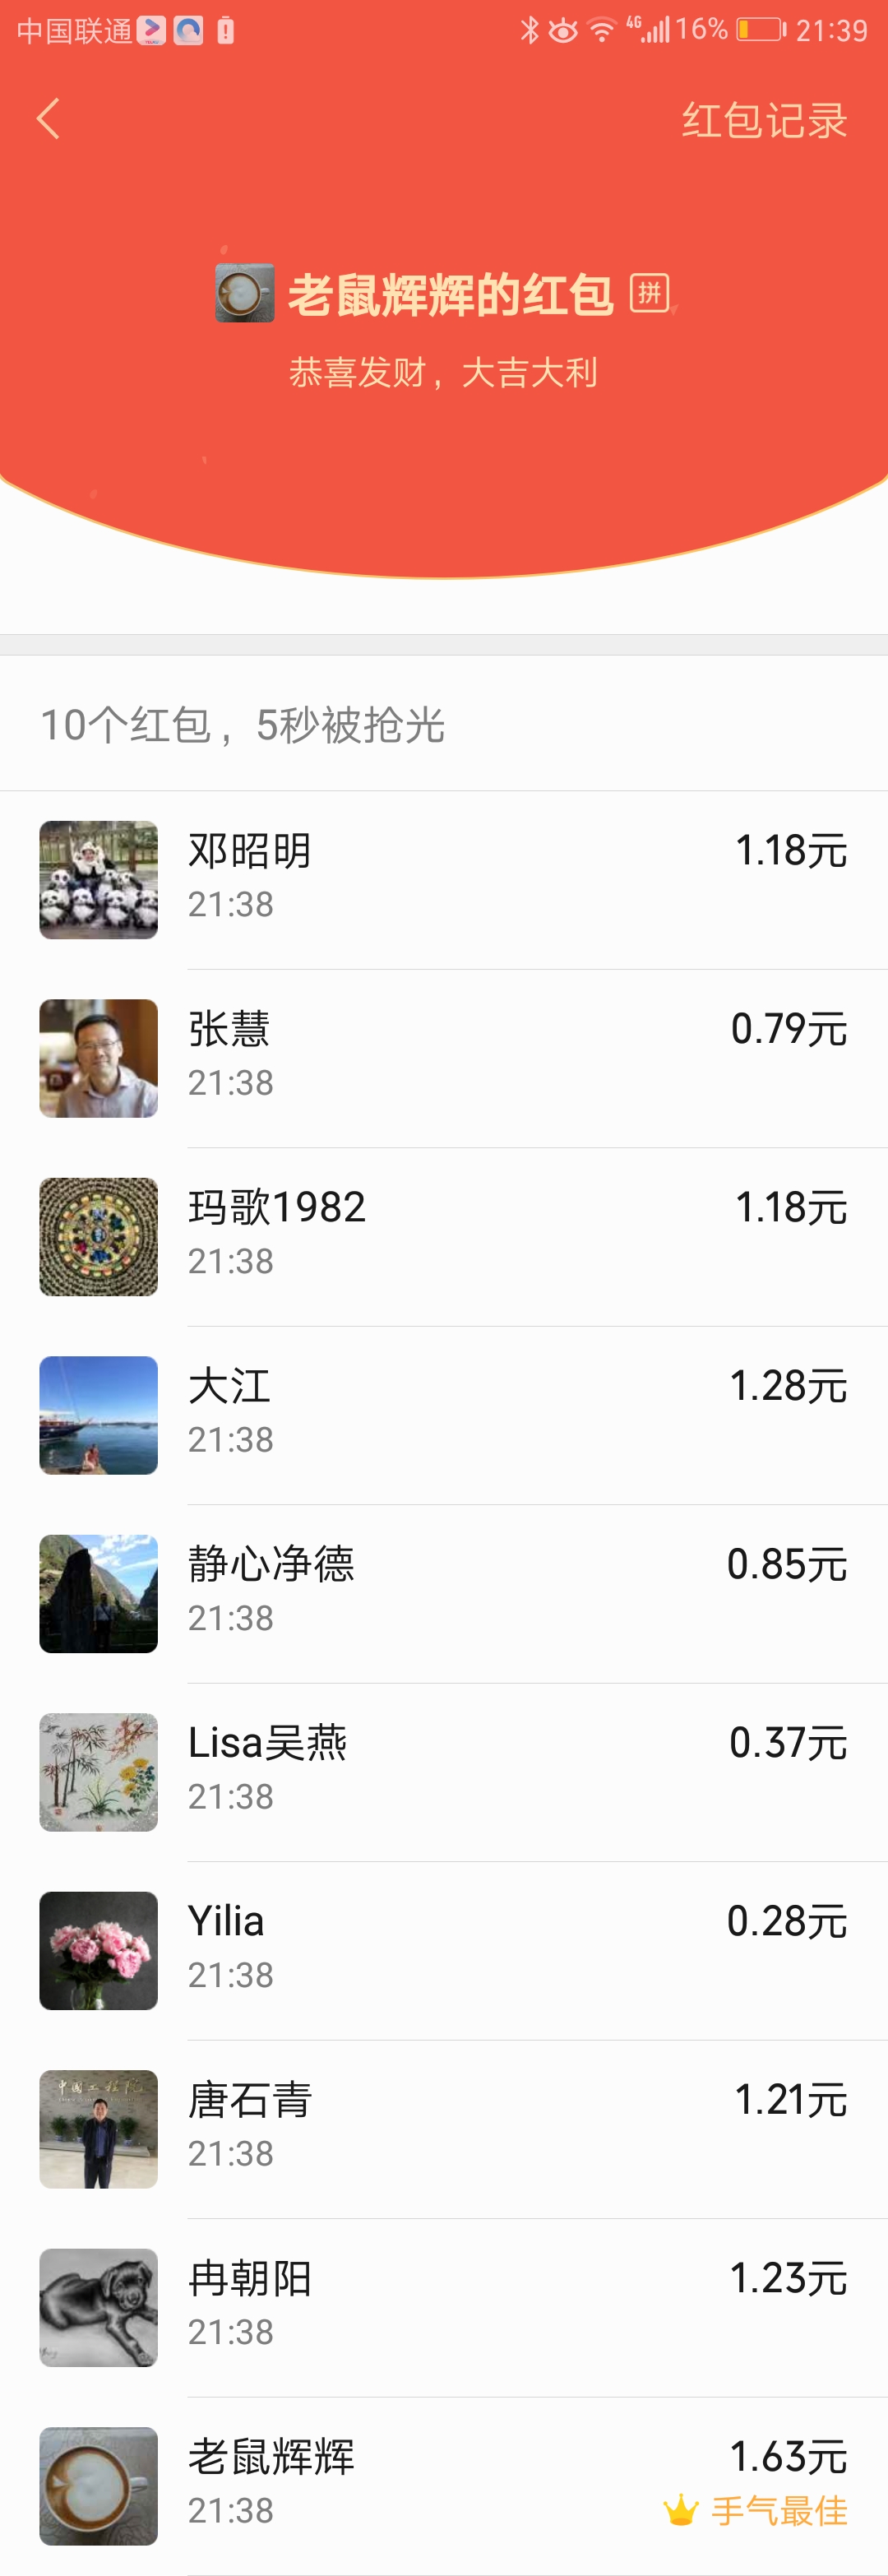 中国联通 4G 16% 21:39
红包记录
老鼠辉辉的红包 拼
恭喜发财，大吉大利
10个红包，5秒被抢光
邓昭明 1.18元
21:38
张慧 0.79元
21:38
玛歌1982 1.18元
21:38
大江 1.28元
21:38
静心净德 0.85元
21:38
Lisa吴燕 0.37元
21:38
Yilia 0.28元
21:38
中国工程院
唐石青 1.21元
21:38
冉朝阳 1.23元
21:38
老鼠辉辉 1.63元
21:38 手气最佳